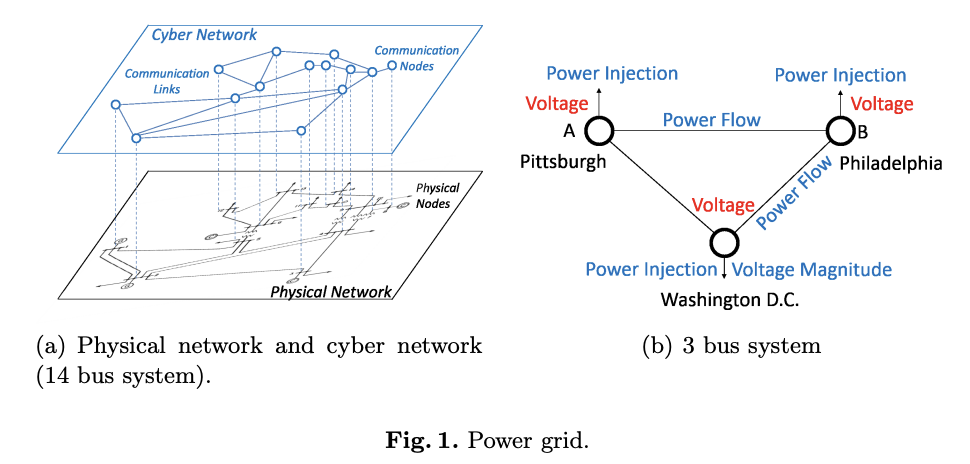 Cyber Network
Communication
Nodes
Communication
Links
Physical
Nodes
Physical Network
(a) Physical network and cyber network
(14 bus system).
Power Injection
Power Injection
Voltage
Voltage
A
Power Flow
B
Pittsburgh
Philadelphia
Power Flow
Voltage
Power Injection
Voltage Magnitude
Washington D.C.
(b) 3 bus system
Fig. 1. Power grid.